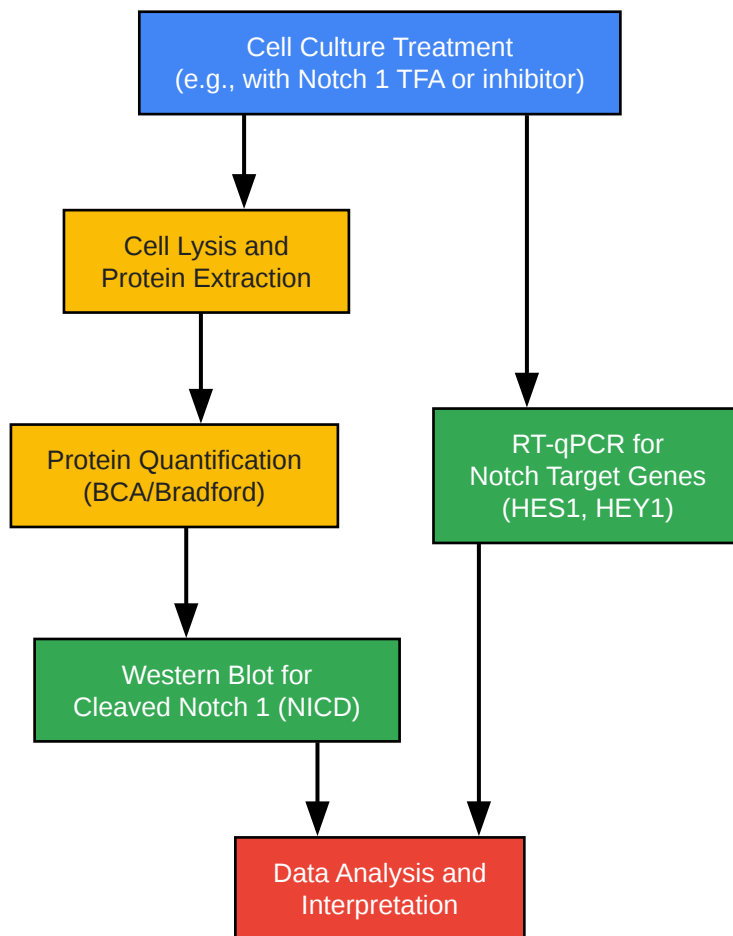 Cell Culture Treatment
(e.g., with Notch 1 TFA or inhibitor)
Cell Lysis and
Protein Extraction
Protein Quantification
(BCA/Bradford)
RT-qPCR for
Notch Target Genes
(HES1, HEY1)
Western Blot for
Cleaved Notch 1 (NICD)
Data Analysis and
Interpretation